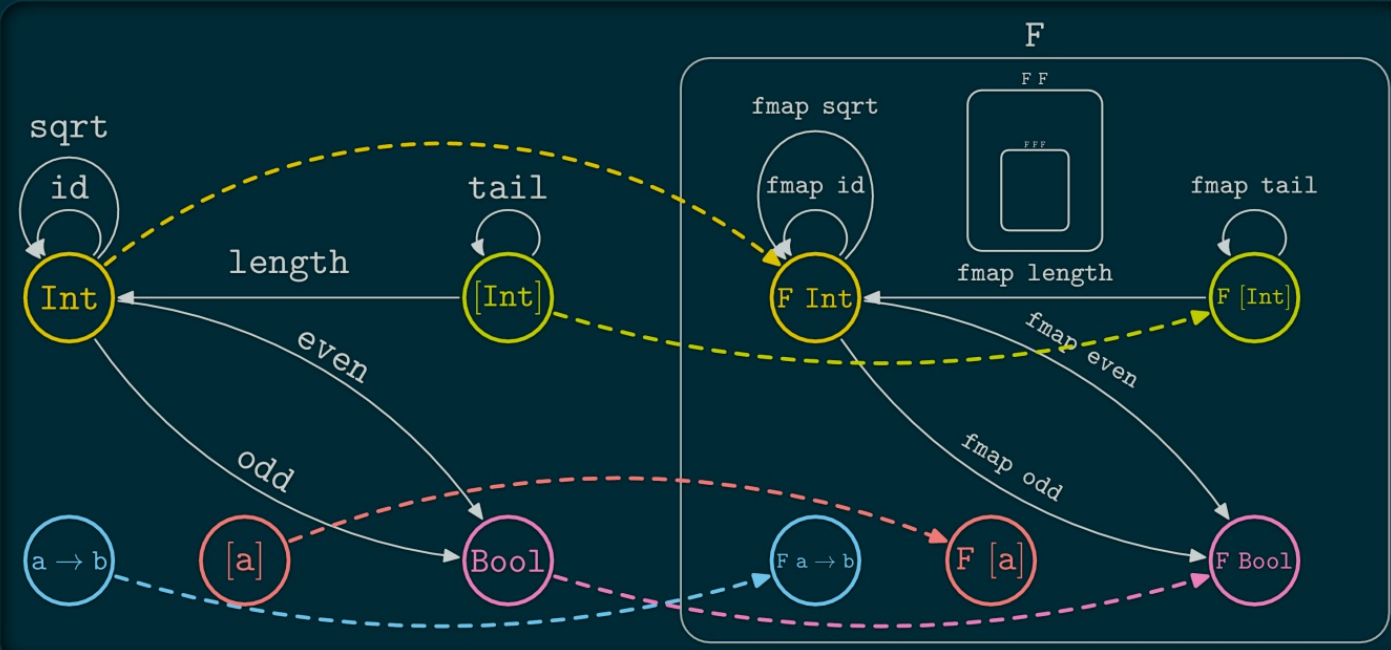 F
F F
fmap sqrt
sqrt
F F F
id
tail
fmap id
fmap tail
length
fmap length
Int
[Int]
F Int
F [Int]
even
fmap even
odd
fmap odd
a → b
[a]
Bool
F a → b
F [a]
F Bool